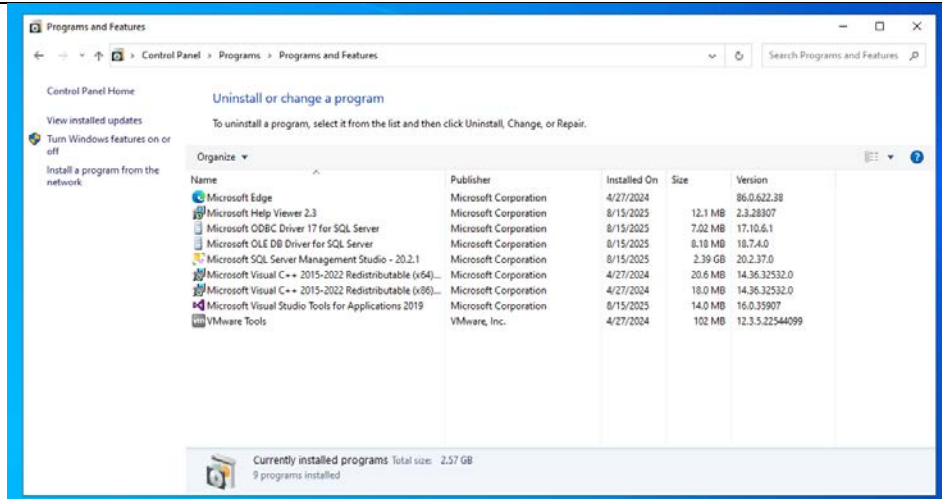 Programs and Features
Control Panel > Programs > Programs and Features
Search Programs and Features
Control Panel Home
View installed updates
Turn Windows features on or off
Install a program from the network
Uninstall or change a program
To uninstall a program, select it from the list and then click Uninstall, Change, or Repair.
Organize
Name Publisher Installed On Size Version
Microsoft Edge Microsoft Corporation 4/27/2024 86.0.622.38
Microsoft Help Viewer 2.3 Microsoft Corporation 8/15/2025 12.1 MB 2.3.28307
Microsoft ODBC Driver 17 for SQL Server Microsoft Corporation 8/15/2025 7.02 MB 17.10.6.1
Microsoft OLE DB Driver for SQL Server Microsoft Corporation 8/15/2025 8.18 MB 18.7.4.0
Microsoft SQL Server Management Studio - 20.2.1 Microsoft Corporation 8/15/2025 2.39 GB 20.2.37.0
Microsoft Visual C++ 2015-2022 Redistributable (x64)... Microsoft Corporation 4/27/2024 20.6 MB 14.36.32532.0
Microsoft Visual C++ 2015-2022 Redistributable (x86)... Microsoft Corporation 4/27/2024 18.0 MB 14.36.32532.0
Microsoft Visual Studio Tools for Applications 2019 Microsoft Corporation 8/15/2025 14.0 MB 16.0.35907
vm VMware Tools VMware, Inc. 4/27/2024 102 MB 12.3.5.22544099
Currently installed programs Total size: 2.57 GB
9 programs installed